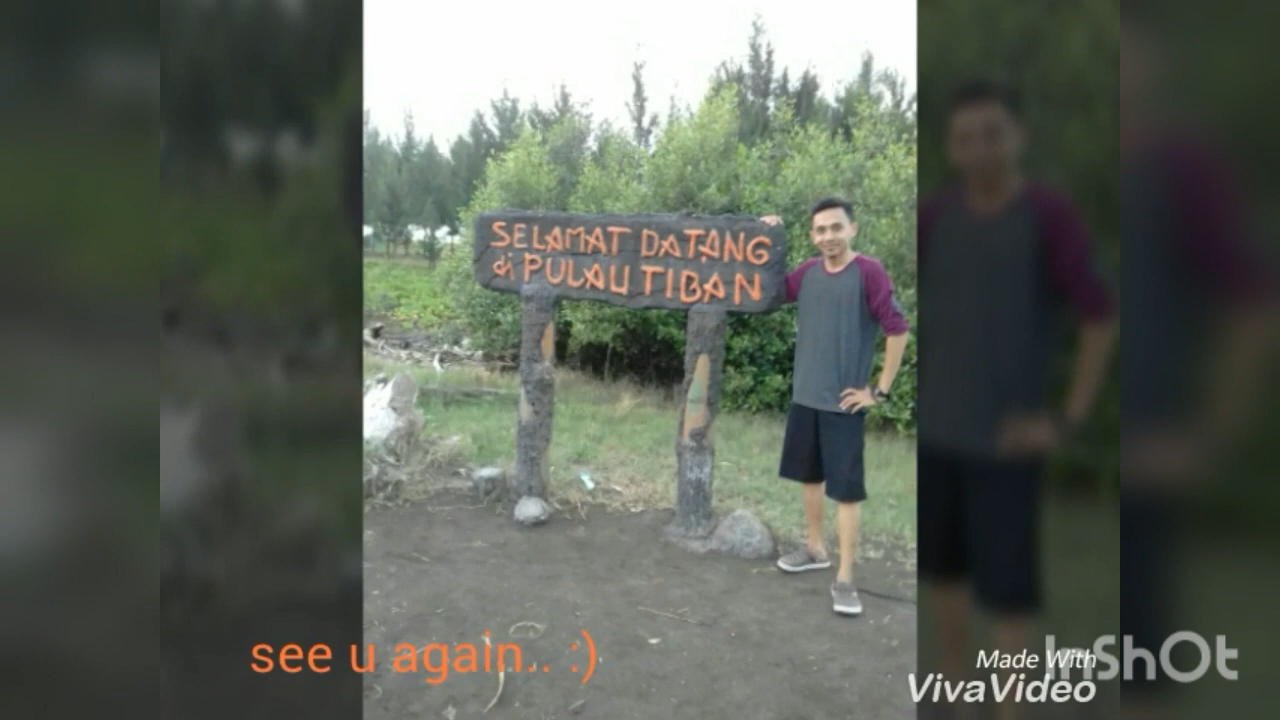 SELAMAT DATANG
di PULAU TIBAN
see u again.. :)
Made With
VivaVideo
InShOt